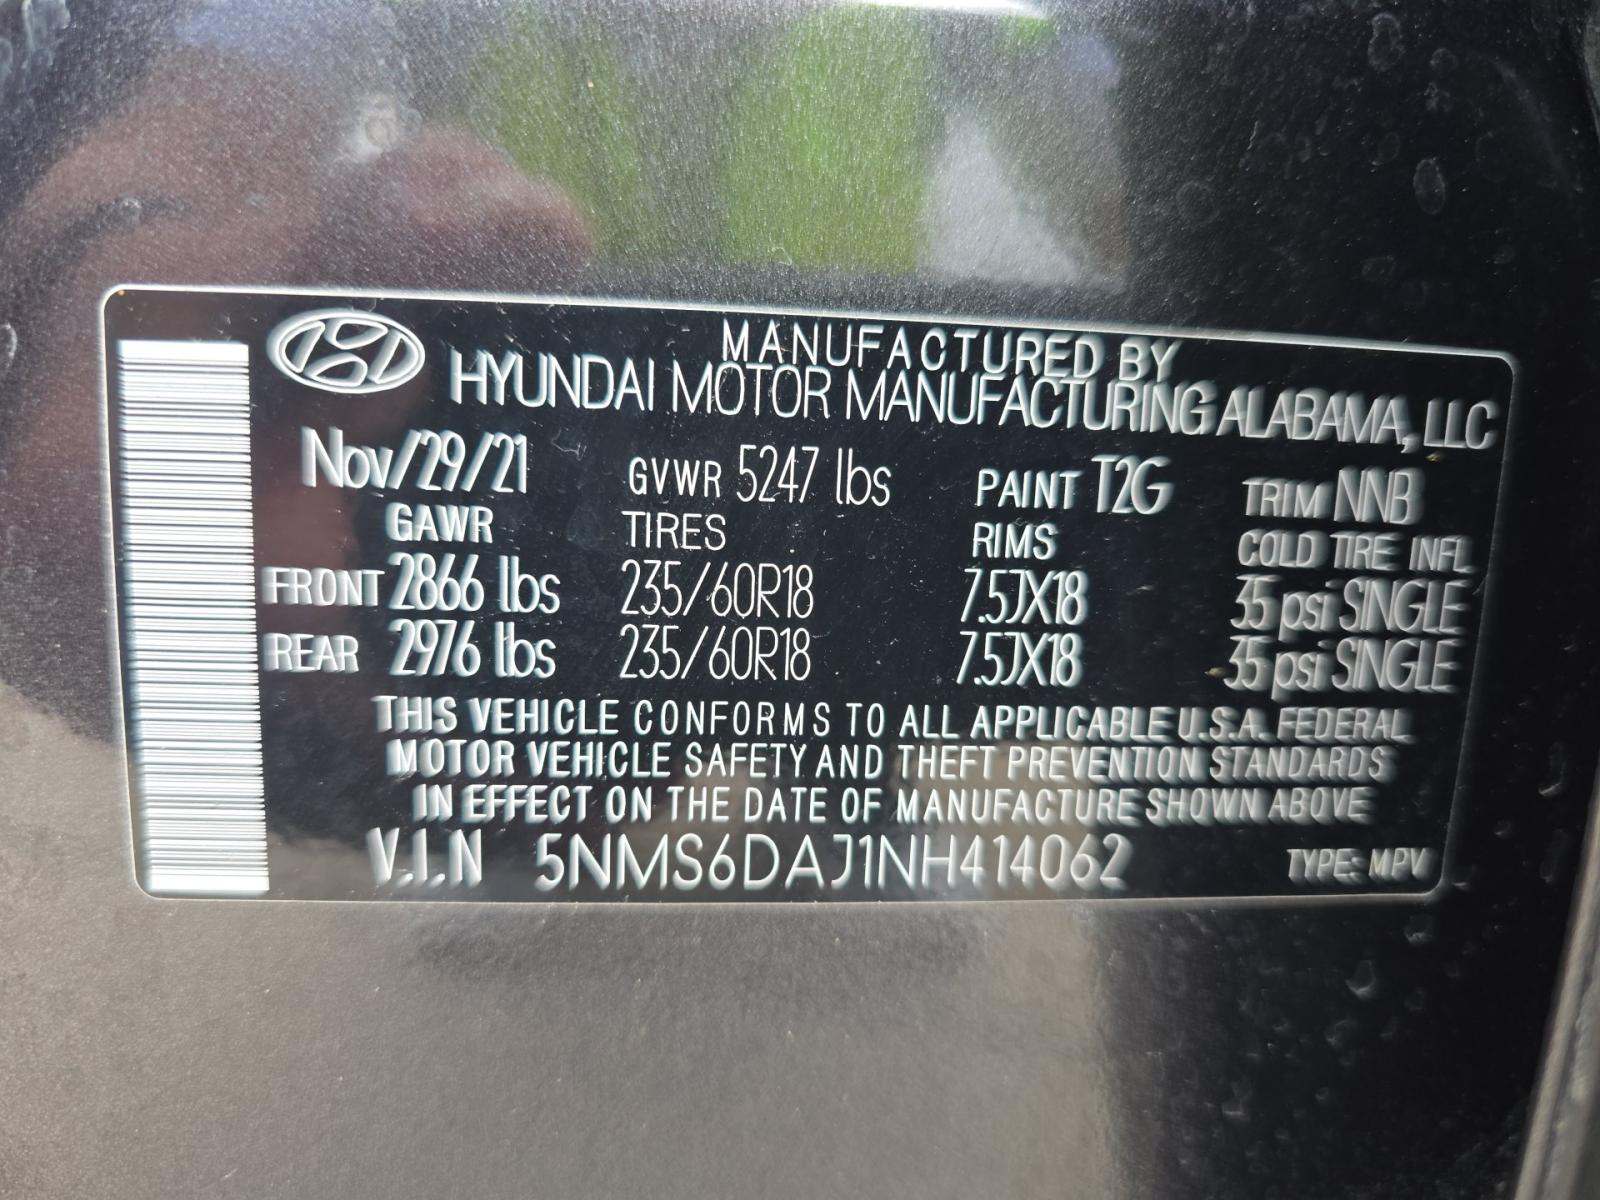 MANUFACTURED BY
HYUNDAI MOTOR MANUFACTURING ALABAMA, LLC
Nov/29/21 GVWR 5247 lbs PAINT T2G TRIM NNB
GAWR TIRES RIMS COLD TIRE INFL
FRONT 2866 lbs 235/60R18 7.5JX18 35 psi SINGLE
REAR 2976 lbs 235/60R18 7.5JX18 35 psi SINGLE
THIS VEHICLE CONFORMS TO ALL APPLICABLE U.S.A. FEDERAL
MOTOR VEHICLE SAFETY AND THEFT PREVENTION STANDARDS
IN EFFECT ON THE DATE OF MANUFACTURE SHOWN ABOVE
V.I.N 5NMS6DAJ1NH414062 TYPE: MPV